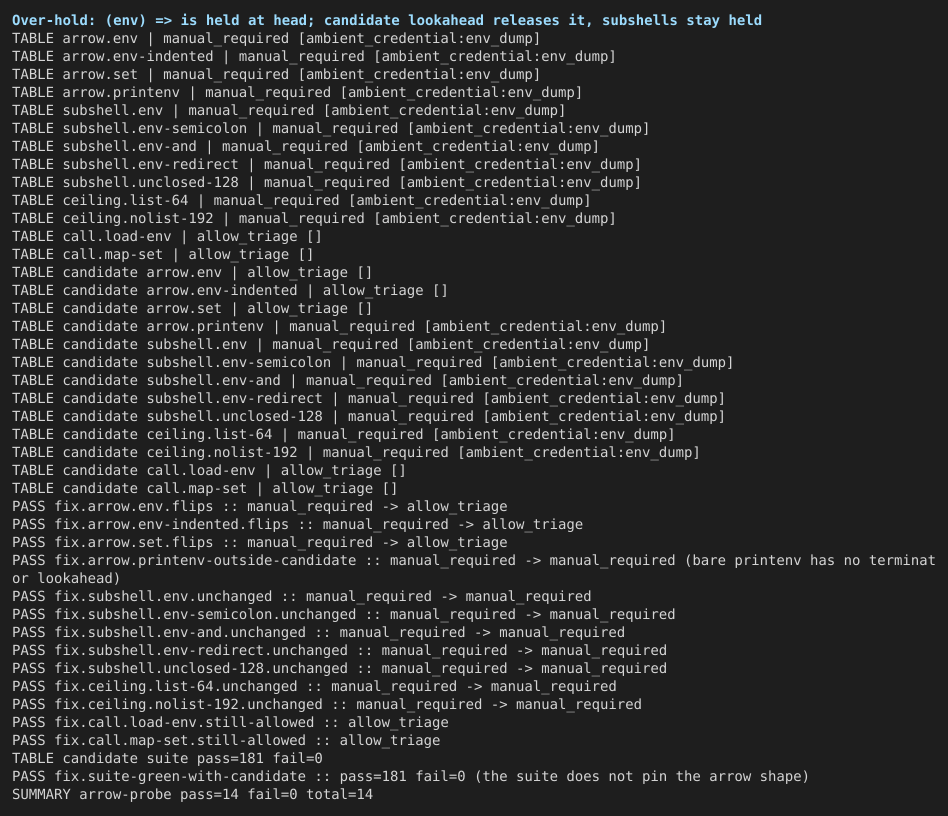 Over-hold: (env) => is held at head; candidate lookahead releases it, subshells stay held
TABLE arrow.env | manual_required [ambient_credential:env_dump]
TABLE arrow.env-indented | manual_required [ambient_credential:env_dump]
TABLE arrow.set | manual_required [ambient_credential:env_dump]
TABLE arrow.printenv | manual_required [ambient_credential:env_dump]
TABLE subshell.env | manual_required [ambient_credential:env_dump]
TABLE subshell.env-semicolon | manual_required [ambient_credential:env_dump]
TABLE subshell.env-and | manual_required [ambient_credential:env_dump]
TABLE subshell.env-redirect | manual_required [ambient_credential:env_dump]
TABLE subshell.unclosed-128 | manual_required [ambient_credential:env_dump]
TABLE ceiling.list-64 | manual_required [ambient_credential:env_dump]
TABLE ceiling.nolist-192 | manual_required [ambient_credential:env_dump]
TABLE call.load-env | allow_triage []
TABLE call.map-set | allow_triage []
TABLE candidate arrow.env | allow_triage []
TABLE candidate arrow.env-indented | allow_triage []
TABLE candidate arrow.set | allow_triage []
TABLE candidate arrow.printenv | manual_required [ambient_credential:env_dump]
TABLE candidate subshell.env | manual_required [ambient_credential:env_dump]
TABLE candidate subshell.env-semicolon | manual_required [ambient_credential:env_dump]
TABLE candidate subshell.env-and | manual_required [ambient_credential:env_dump]
TABLE candidate subshell.env-redirect | manual_required [ambient_credential:env_dump]
TABLE candidate subshell.unclosed-128 | manual_required [ambient_credential:env_dump]
TABLE candidate ceiling.list-64 | manual_required [ambient_credential:env_dump]
TABLE candidate ceiling.nolist-192 | manual_required [ambient_credential:env_dump]
TABLE candidate call.load-env | allow_triage []
TABLE candidate call.map-set | allow_triage []
PASS fix.arrow.env.flips :: manual_required -> allow_triage
PASS fix.arrow.env-indented.flips :: manual_required -> allow_triage
PASS fix.arrow.set.flips :: manual_required -> allow_triage
PASS fix.arrow.printenv-outside-candidate :: manual_required -> manual_required (bare printenv has no terminat
or lookahead)
PASS fix.subshell.env.unchanged :: manual_required -> manual_required
PASS fix.subshell.env-semicolon.unchanged :: manual_required -> manual_required
PASS fix.subshell.env-and.unchanged :: manual_required -> manual_required
PASS fix.subshell.env-redirect.unchanged :: manual_required -> manual_required
PASS fix.subshell.unclosed-128.unchanged :: manual_required -> manual_required
PASS fix.ceiling.list-64.unchanged :: manual_required -> manual_required
PASS fix.ceiling.nolist-192.unchanged :: manual_required -> manual_required
PASS fix.call.load-env.still-allowed :: allow_triage
PASS fix.call.map-set.still-allowed :: allow_triage
TABLE candidate suite pass=181 fail=0
PASS fix.suite-green-with-candidate :: pass=181 fail=0 (the suite does not pin the arrow shape)
SUMMARY arrow-probe pass=14 fail=0 total=14